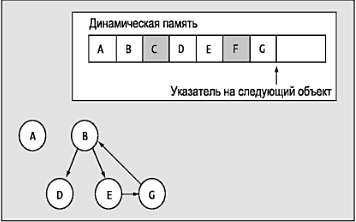 Динамическая память
A B C D E F G
Указатель на следующий объект
A B
D E G